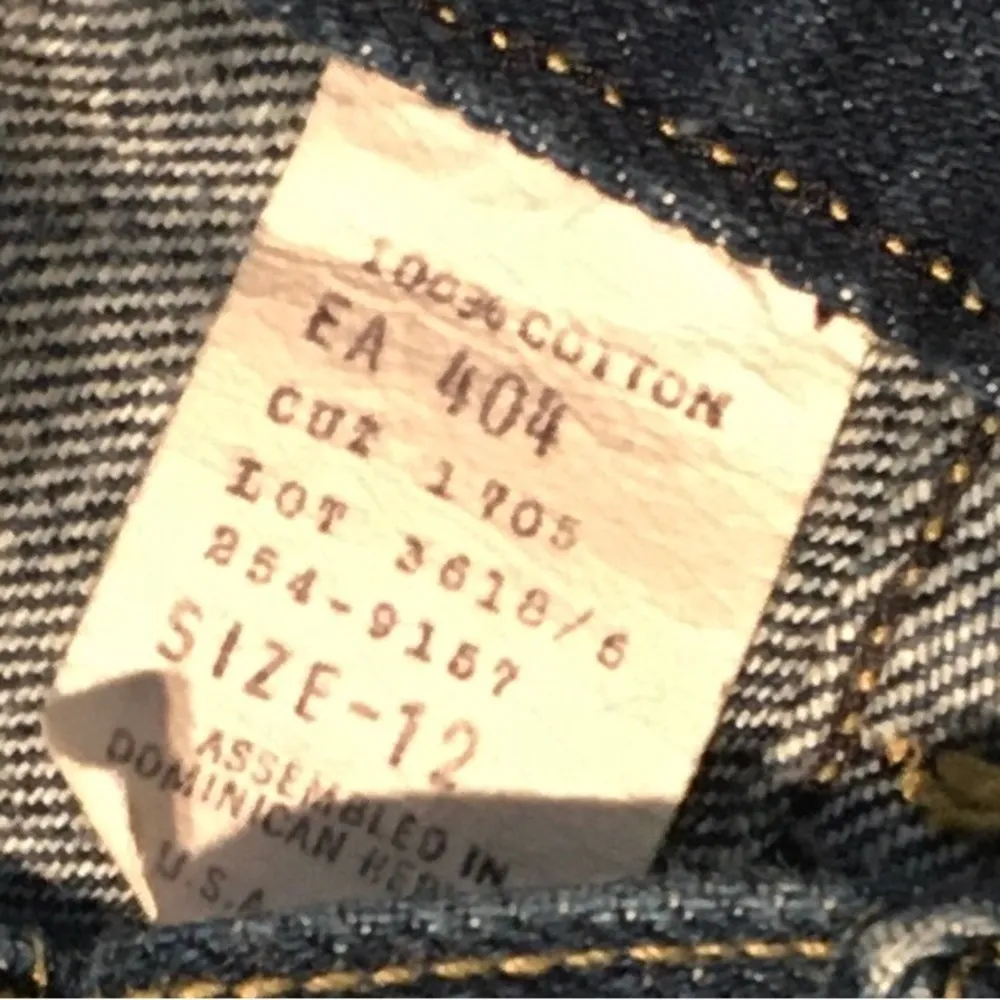 100% COTTON
EA 404
CUT 1705
LOT 3618/6
254-9157
SIZE-12
ASSEMBLED IN
DOMINICAN REP
U.S.A